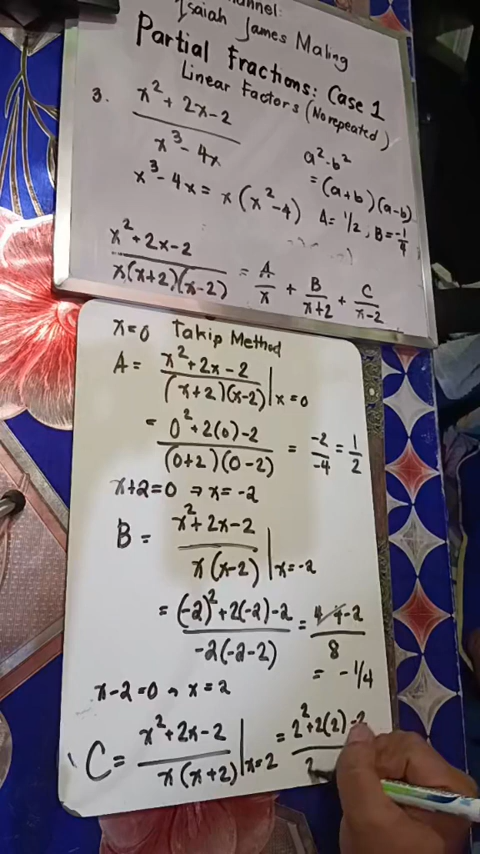 Channel:
Isaiah James Maling
Partial Fractions: Case 1
Linear Factors (No repeated)
3. x² + 2x - 2
x³ - 4x
a² - b²
= (a+b)(a-b)
x³ - 4x = x(x² - 4)
A = 1/2, B = -1/4
x² + 2x - 2 / x(x+2)(x-2) = A/x + B/x+2 + C/x-2
x=0 Takip Method
A = x² + 2x - 2 / (x+2)(x-2) | x=0
= 0² + 2(0) - 2 / (0+2)(0-2) = -2/-4 = 1/2
x+2=0 → x=-2
B = x² + 2x - 2 / x(x-2) | x=-2
= (-2)² + 2(-2) - 2 / -2(-2-2) = 4-4-2 / 8
= -1/4
x-2=0 → x=2
C = x² + 2x - 2 / x(x+2) | x=2 = 2² + 2(2) - 2 / 2